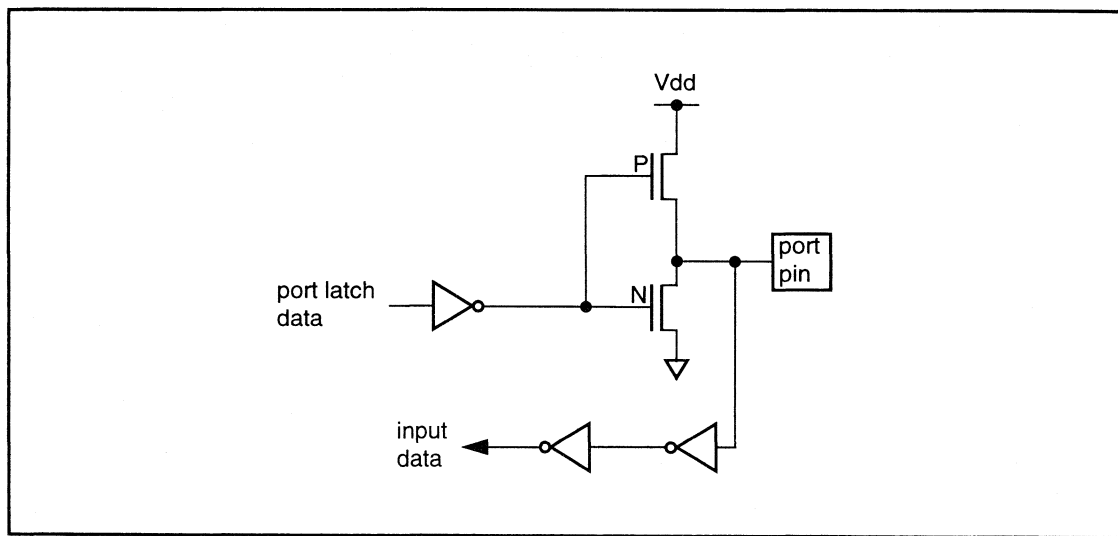 Vdd
P
port
pin
N
port latch
data
input
data